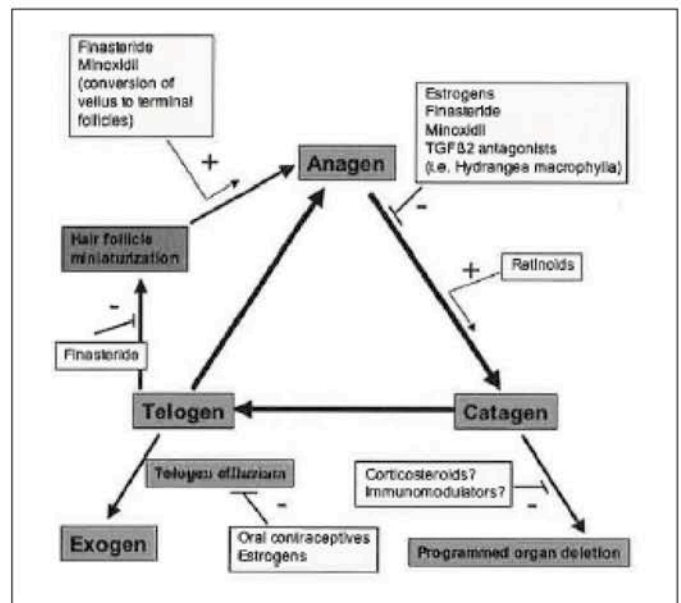 Finasteride
Minoxidil
(conversion of
vellus to terminal
follicles)
Estrogens
Finasteride
Minoxidil
TGFß2 antagonists
(i.e. Hydrangea macrophylla)
+
Anagen
-
Hair follicle
miniaturization
+
Retinoids
-
Finasteride
Telogen
Catagen
Telogen effluvium
-
Corticosteroids?
Immunomodulators?
-
Exogen
Oral contraceptives
Estrogens
Programmed organ deletion